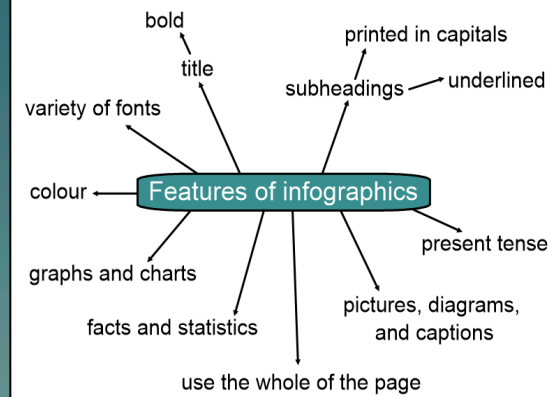 bold
printed in capitals
title
subheadings
underlined
variety of fonts
colour
Features of infographics
present tense
graphs and charts
pictures, diagrams,
and captions
facts and statistics
use the whole of the page